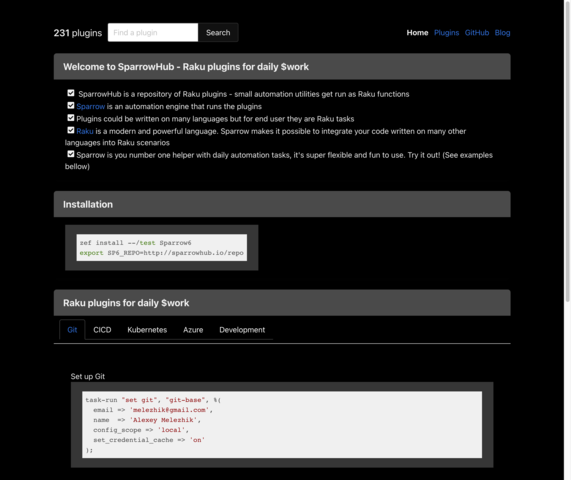 231 plugins Find a plugin Search Home Plugins GitHub Blog
Welcome to SparrowHub - Raku plugins for daily $work
SparrowHub is a repository of Raku plugins - small automation utilities get run as Raku functions
Sparrow is an automation engine that runs the plugins
Plugins could be written on many languages but for end user they are Raku tasks
Raku is a modern and powerful language. Sparrow makes it possible to integrate your code written on many other
languages into Raku scenarios
Sparrow is you number one helper with daily automation tasks, it's super flexible and fun to use. Try it out! (See examples
bellow)
Installation
zef install --/test Sparrow6
export SP6_REPO=http://sparrowhub.io/repo
Raku plugins for daily $work
Git CICD Kubernetes Azure Development
Set up Git
task-run "set git", "git-base", %(
email => 'melezhik@gmail.com',
name => 'Alexey Melezhik',
config_scope => 'local',
set_credential_cache => 'on'
);